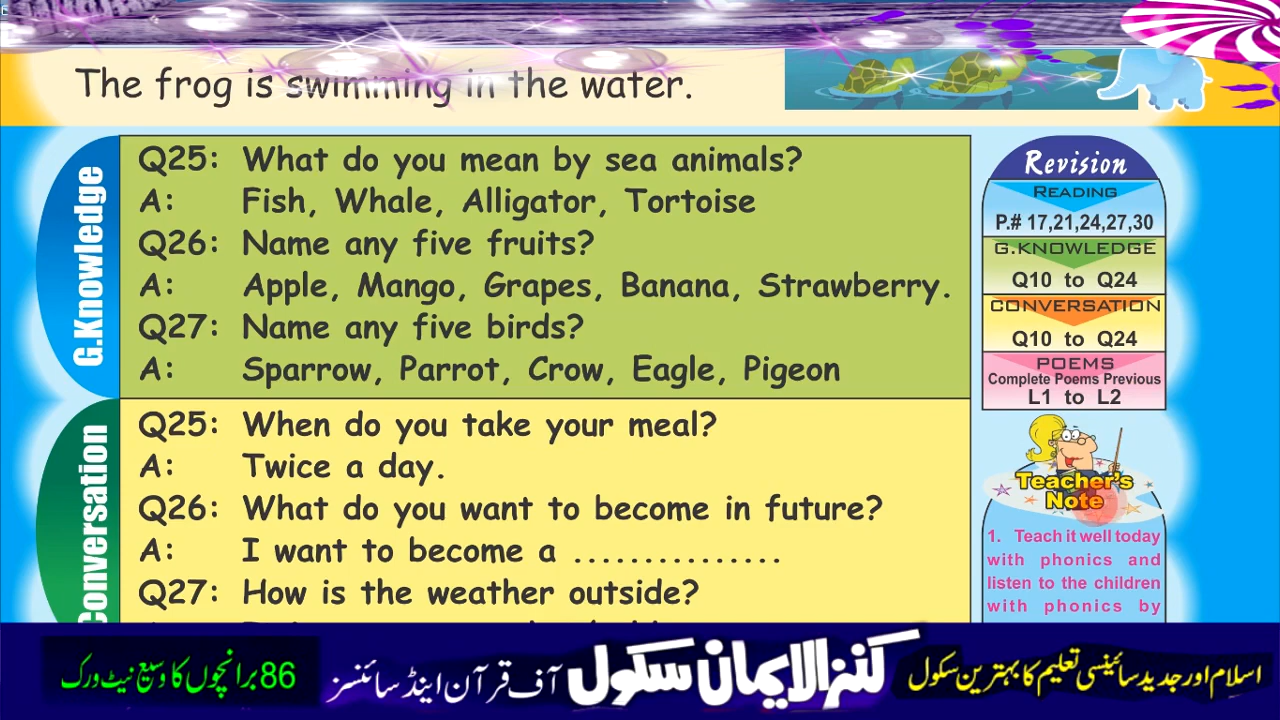 The frog is swimming in the water.
G.Knowledge
Q25: What do you mean by sea animals?
A: Fish, Whale, Alligator, Tortoise
Q26: Name any five fruits?
A: Apple, Mango, Grapes, Banana, Strawberry.
Q27: Name any five birds?
A: Sparrow, Parrot, Crow, Eagle, Pigeon
Conversation
Q25: When do you take your meal?
A: Twice a day.
Q26: What do you want to become in future?
A: I want to become a ...............
Q27: How is the weather outside?
Revision
READING
P.# 17,21,24,27,30
G.KNOWLEDGE
Q10 to Q24
CONVERSATION
Q10 to Q24
POEMS
Complete Poems Previous
L1 to L2
Teacher's
Note
1. Teach it well today
with phonics and
listen to the children
with phonics by
اسلام اور جدید سائینسی تعلیم کا بہترین سکول
کنزالایمان سکول آف قرآن اینڈ سائنسز
86 برانچوں کا وسیع نیٹ ورک